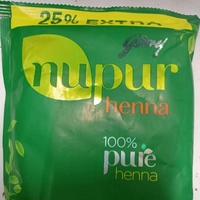 25% EXTRA
Godrej
nupur
henna
100%
pure
henna